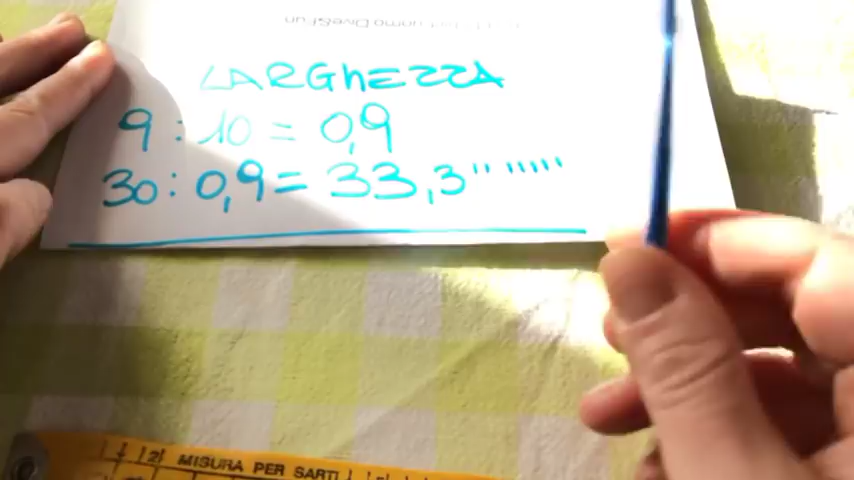 LARGHEZZA
9 : 10 = 0,9
30 : 0,9 = 33,3'' '''''
MISURA PER SARTI